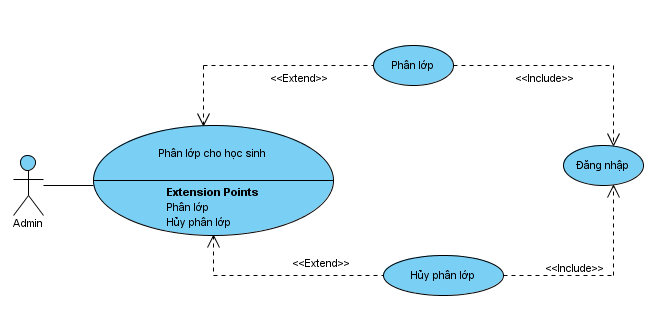 Phân lớp
<<Extend>>
<<Include>>
Phân lớp cho học sinh
Đăng nhập
Extension Points
Phân lớp
Hủy phân lớp
Admin
<<Extend>>
<<Include>>
Hủy phân lớp